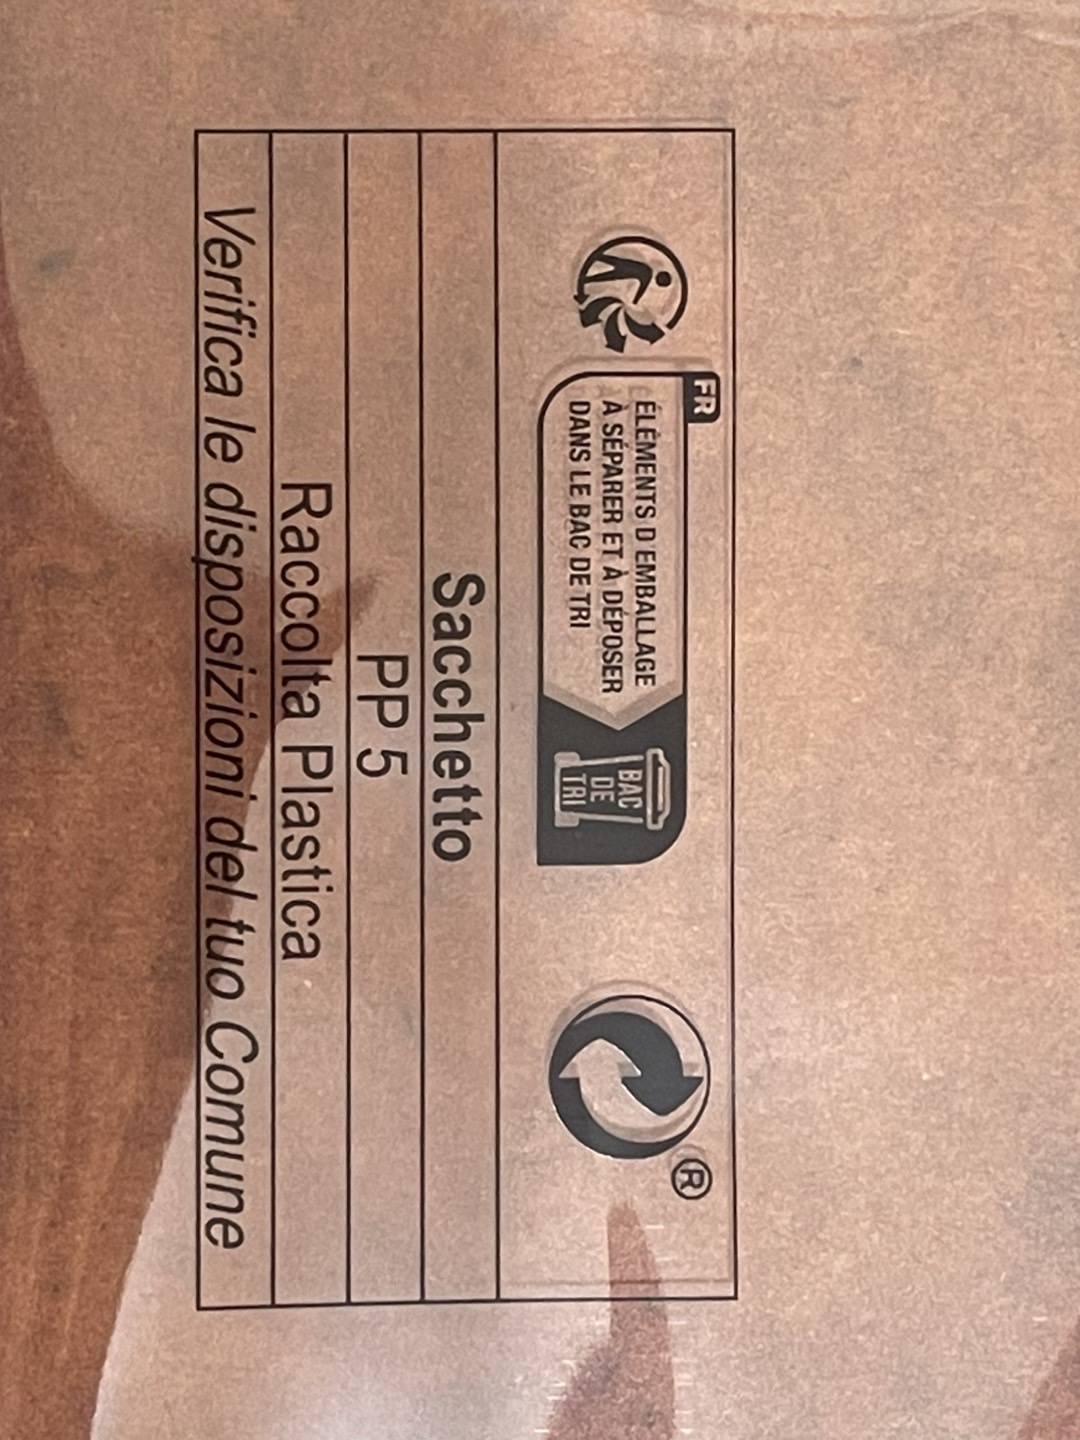 FR
ÉLÉMENTS D'EMBALLAGE
À SÉPARER ET À DÉPOSER
DANS LE BAC DE TRI
BAC
DE
TRI
®
Sacchetto
PP 5
Raccolta Plastica
Verifica le disposizioni del tuo Comune